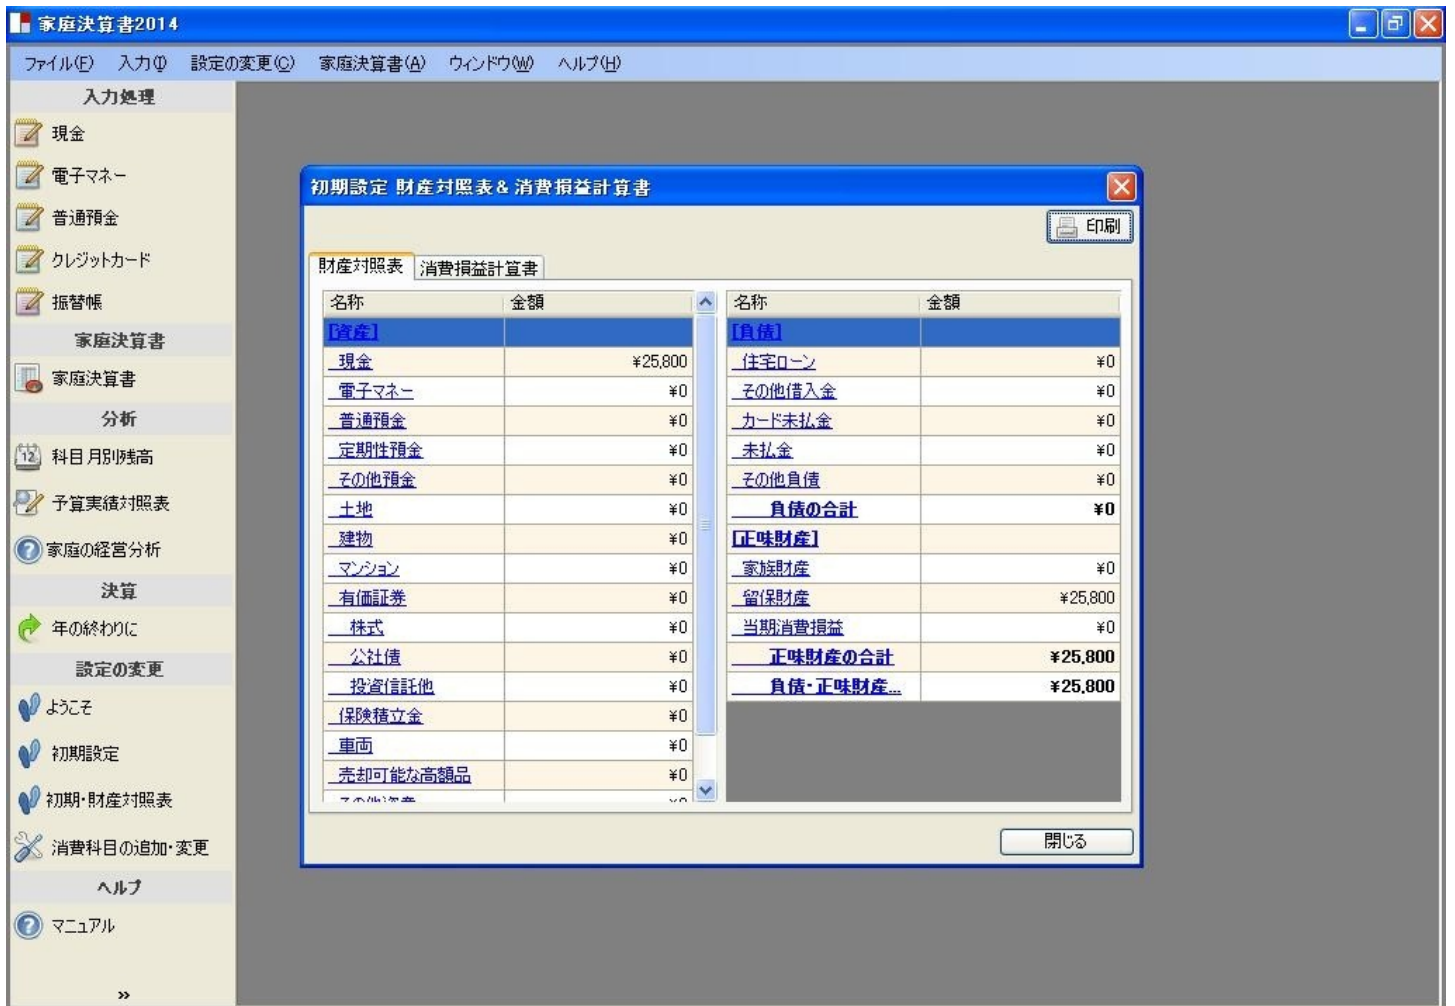 家庭決算書2014
ファイル(F) 入力(I) 設定の変更(C) 家庭決算書(A) ウィンドウ(W) ヘルプ(H)
入力処理
現金
電子マネー
普通預金
クレジットカード
振替帳
家庭決算書
家庭決算書
分析
科目月別残高
予算実績対照表
家庭の経営分析
決算
年の終わりに
設定の変更
ようこそ
初期設定
初期・財産対照表
消費科目の追加・変更
ヘルプ
マニュアル
»
初期設定 財産対照表&消費損益計算書
印刷
財産対照表 消費損益計算書
名称 金額
[資産]
現金 ¥25,800
電子マネー ¥0
普通預金 ¥0
定期性預金 ¥0
その他預金 ¥0
土地 ¥0
建物 ¥0
マンション ¥0
有価証券 ¥0
株式 ¥0
公社債 ¥0
投資信託他 ¥0
保険積立金 ¥0
車両 ¥0
売却可能な高額品 ¥0
名称 金額
[負債]
住宅ローン ¥0
その他借入金 ¥0
カード未払金 ¥0
未払金 ¥0
その他負債 ¥0
負債の合計 ¥0
[正味財産]
家族財産 ¥0
留保財産 ¥25,800
当期消費損益 ¥0
正味財産の合計 ¥25,800
負債・正味財産... ¥25,800
閉じる